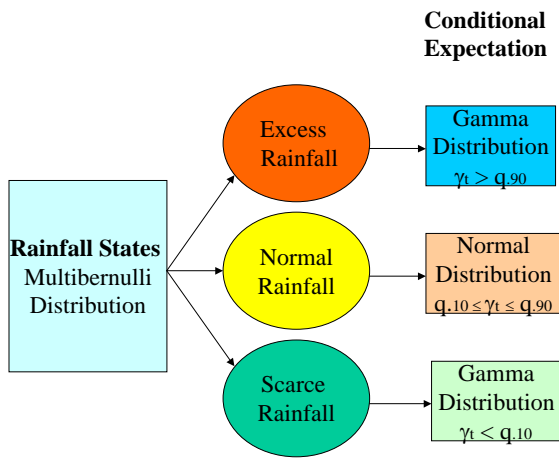 Conditional
Expectation
Excess
Rainfall
Gamma
Distribution
γt > q.90
Rainfall States
Multibernulli
Distribution
Normal
Rainfall
Normal
Distribution
q.10 ≤ γt ≤ q.90
Scarce
Rainfall
Gamma
Distribution
γt < q.10